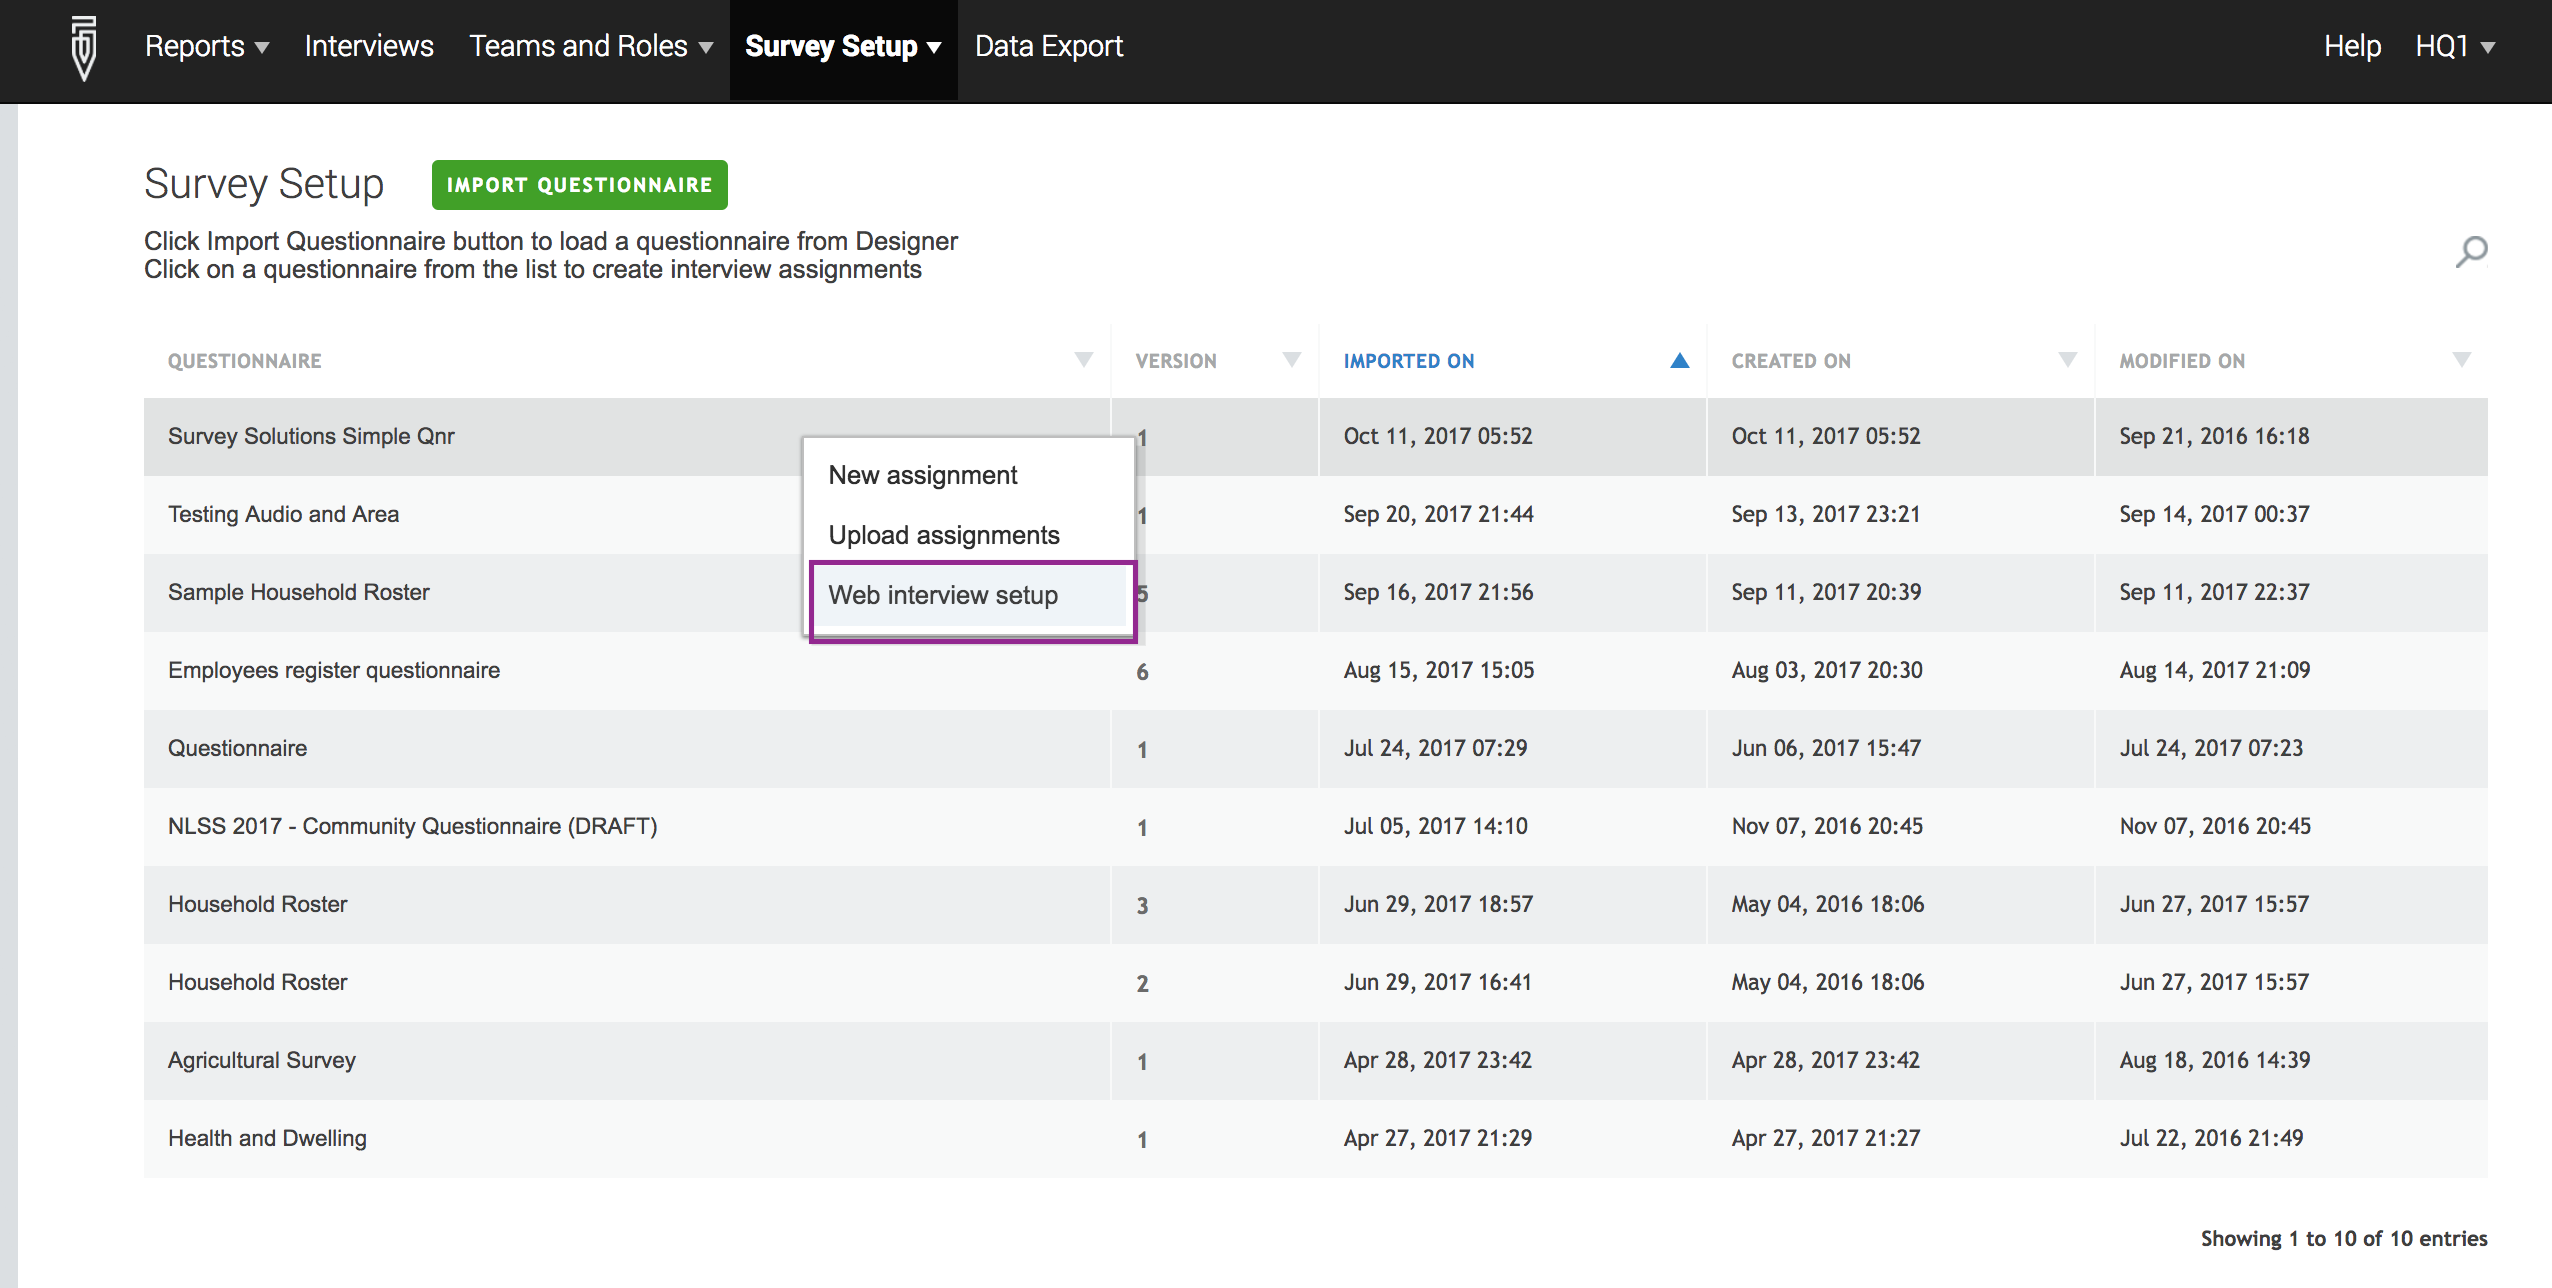 Reports Interviews Teams and Roles Survey Setup Data Export Help HQ1
Survey Setup IMPORT QUESTIONNAIRE
Click Import Questionnaire button to load a questionnaire from Designer
Click on a questionnaire from the list to create interview assignments
QUESTIONNAIRE VERSION IMPORTED ON CREATED ON MODIFIED ON
Survey Solutions Simple Qnr 1 Oct 11, 2017 05:52 Oct 11, 2017 05:52 Sep 21, 2016 16:18
New assignment
Testing Audio and Area 1 Sep 20, 2017 21:44 Sep 13, 2017 23:21 Sep 14, 2017 00:37
Upload assignments
Sample Household Roster Web interview setup 5 Sep 16, 2017 21:56 Sep 11, 2017 20:39 Sep 11, 2017 22:37
Employees register questionnaire 6 Aug 15, 2017 15:05 Aug 03, 2017 20:30 Aug 14, 2017 21:09
Questionnaire 1 Jul 24, 2017 07:29 Jun 06, 2017 15:47 Jul 24, 2017 07:23
NLSS 2017 - Community Questionnaire (DRAFT) 1 Jul 05, 2017 14:10 Nov 07, 2016 20:45 Nov 07, 2016 20:45
Household Roster 3 Jun 29, 2017 18:57 May 04, 2016 18:06 Jun 27, 2017 15:57
Household Roster 2 Jun 29, 2017 16:41 May 04, 2016 18:06 Jun 27, 2017 15:57
Agricultural Survey 1 Apr 28, 2017 23:42 Apr 28, 2017 23:42 Aug 18, 2016 14:39
Health and Dwelling 1 Apr 27, 2017 21:29 Apr 27, 2017 21:27 Jul 22, 2016 21:49
Showing 1 to 10 of 10 entries